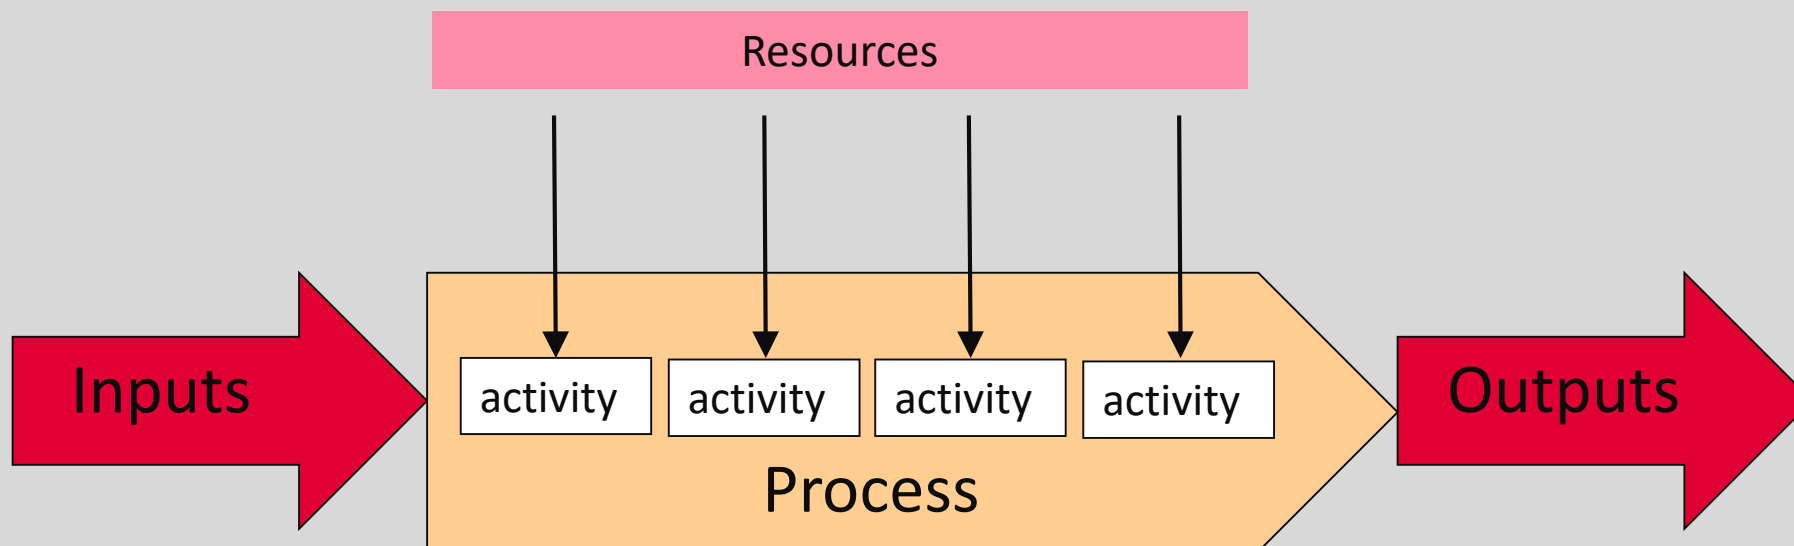 Resources
Inputs
activity
activity
activity
activity
Process
Outputs